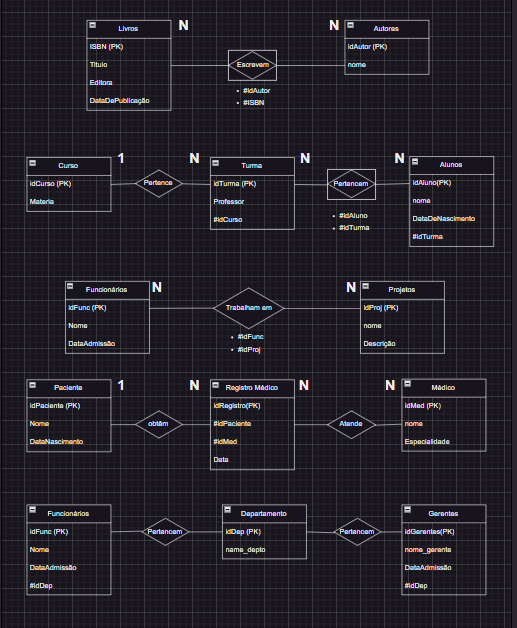 Livros N N Autores
ISBN (PK) idAutor (PK)
Título Escrevem nome
Editora
DataDePublicação
• #idAutor
• #ISBN
Curso 1 N Turma N N Alunos
idCurso (PK) Pertence idTurma (PK) Pertencem idAluno(PK)
Materia Professor nome
#idCurso DataDeNascimento
#idTurma
• #idAluno
• #idTurma
Funcionários N N Projetos
idFunc (PK) Trabalham em idProj (PK)
Nome nome
DataAdmissão Descrição
• #idFunc
• #idProj
Paciente 1 N Registro Médico N N Médico
idPaciente (PK) idRegistro(PK) idMed (PK)
Nome obtêm #idPaciente Atende nome
DataNascimento #idMed Especialidade
Data
Funcionários Departamento Gerentes
idFunc (PK) Pertencem idDep (PK) Pertencem idGerentes(PK)
Nome name_depto nome_gerente
DataAdmissão DataAdmissão
#idDep #idDep